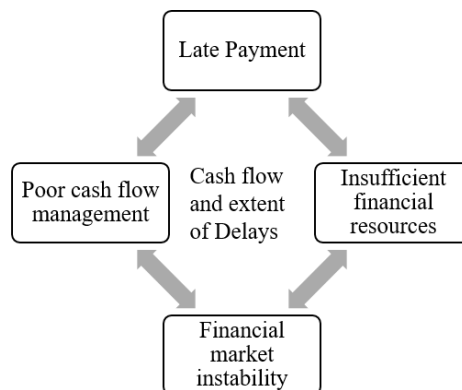 Late Payment
Poor cash flow
management
Cash flow
and extent
of Delays
Insufficient
financial
resources
Financial
market
instability